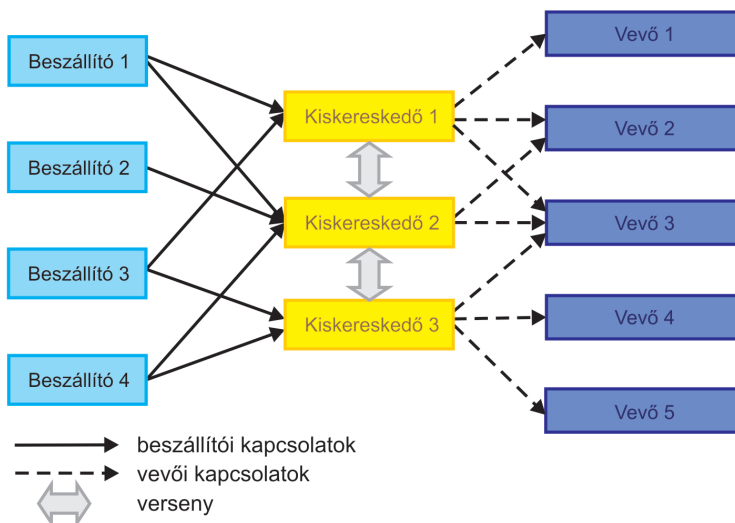 Beszállító 1
Beszállító 2
Beszállító 3
Beszállító 4
Kiskereskedő 1
Kiskereskedő 2
Kiskereskedő 3
Vevő 1
Vevő 2
Vevő 3
Vevő 4
Vevő 5
beszállítói kapcsolatok
vevői kapcsolatok
verseny